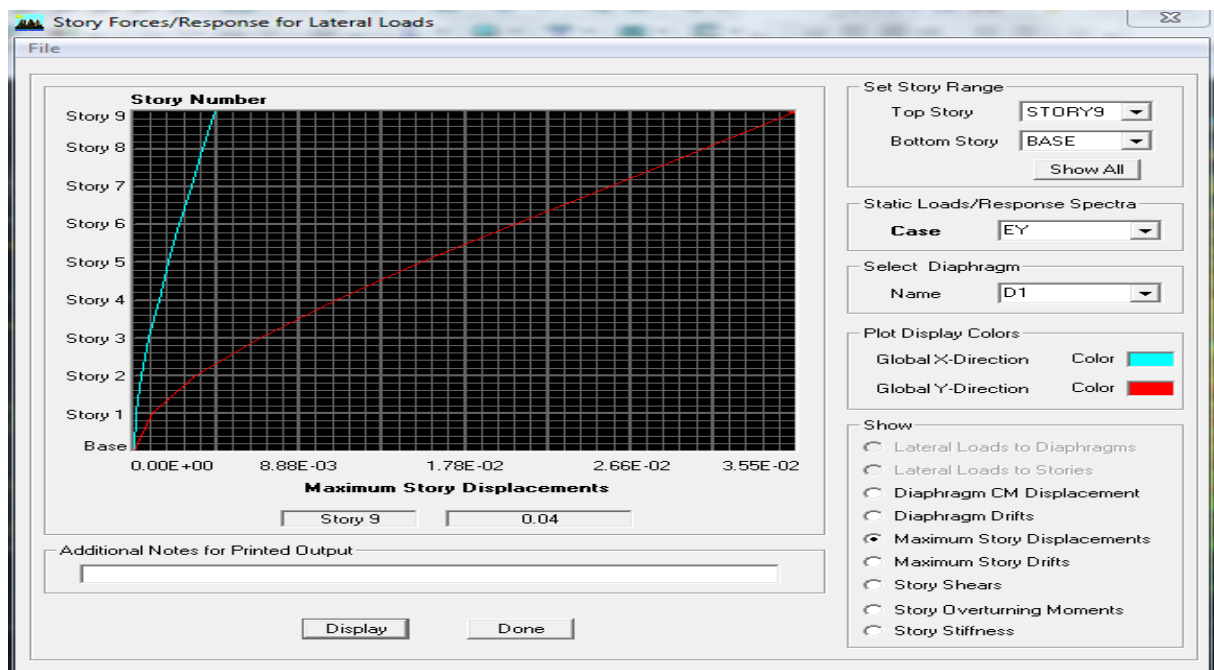 Story Forces/Response for Lateral Loads
File
Story Number
Story 9
Story 8
Story 7
Story 6
Story 5
Story 4
Story 3
Story 2
Story 1
Base
0.00E+00 8.88E-03 1.78E-02 2.66E-02 3.55E-02
Maximum Story Displacements
Story 9 0.04
Additional Notes for Printed Output
Display Done
Set Story Range
Top Story STORY9
Bottom Story BASE
Show All
Static Loads/Response Spectra
Case EY
Select Diaphragm
Name D1
Plot Display Colors
Global X-Direction Color
Global Y-Direction Color
Show
Lateral Loads to Diaphragms
Lateral Loads to Stories
Diaphragm CM Displacement
Diaphragm Drifts
Maximum Story Displacements
Maximum Story Drifts
Story Shears
Story Overturning Moments
Story Stiffness